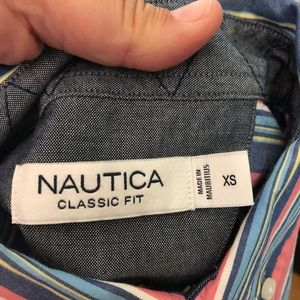 NAUTICA
CLASSIC FIT
MADE IN
MAURITIUS
XS